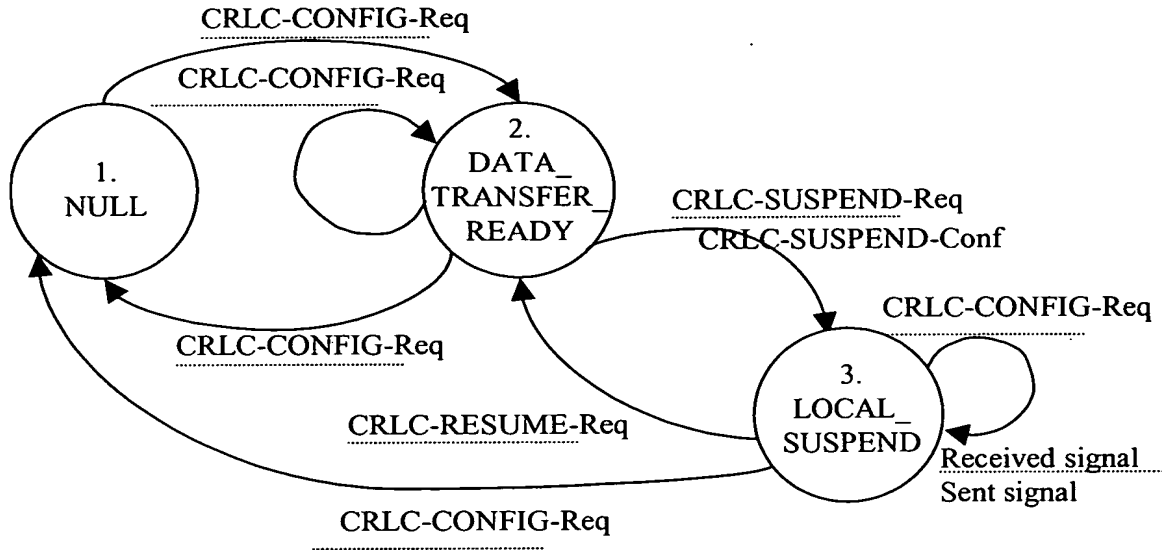 CRLC-CONFIG-Req
CRLC-CONFIG-Req
1.
NULL
2.
DATA_
TRANSFER_
READY
CRLC-SUSPEND-Req
CRLC-SUSPEND-Conf
CRLC-CONFIG-Req
CRLC-CONFIG-Req
3.
LOCAL_
SUSPEND
CRLC-RESUME-Req
Received signal
Sent signal
CRLC-CONFIG-Req